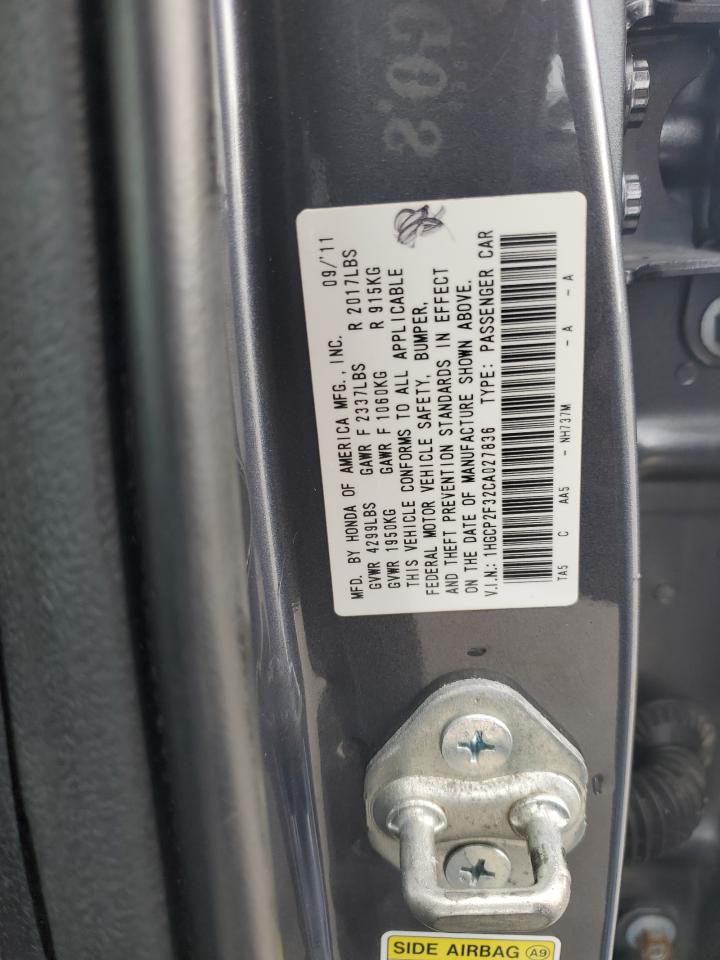 MFD. BY HONDA OF AMERICA MFG., INC. 09/'11
GVWR 4299LBS GAWR F 2337LBS R 2017LBS
GVWR 1950KG GAWR F 1060KG R 915KG
THIS VEHICLE CONFORMS TO ALL APPLICABLE
FEDERAL MOTOR VEHICLE SAFETY, BUMPER,
AND THEFT PREVENTION STANDARDS IN EFFECT
ON THE DATE OF MANUFACTURE SHOWN ABOVE.
V.I.N.: 1HGCP2F32CA027836 TYPE: PASSENGER CAR
TA5 C AA5 - NH737M - A - A
SIDE AIRBAG A9